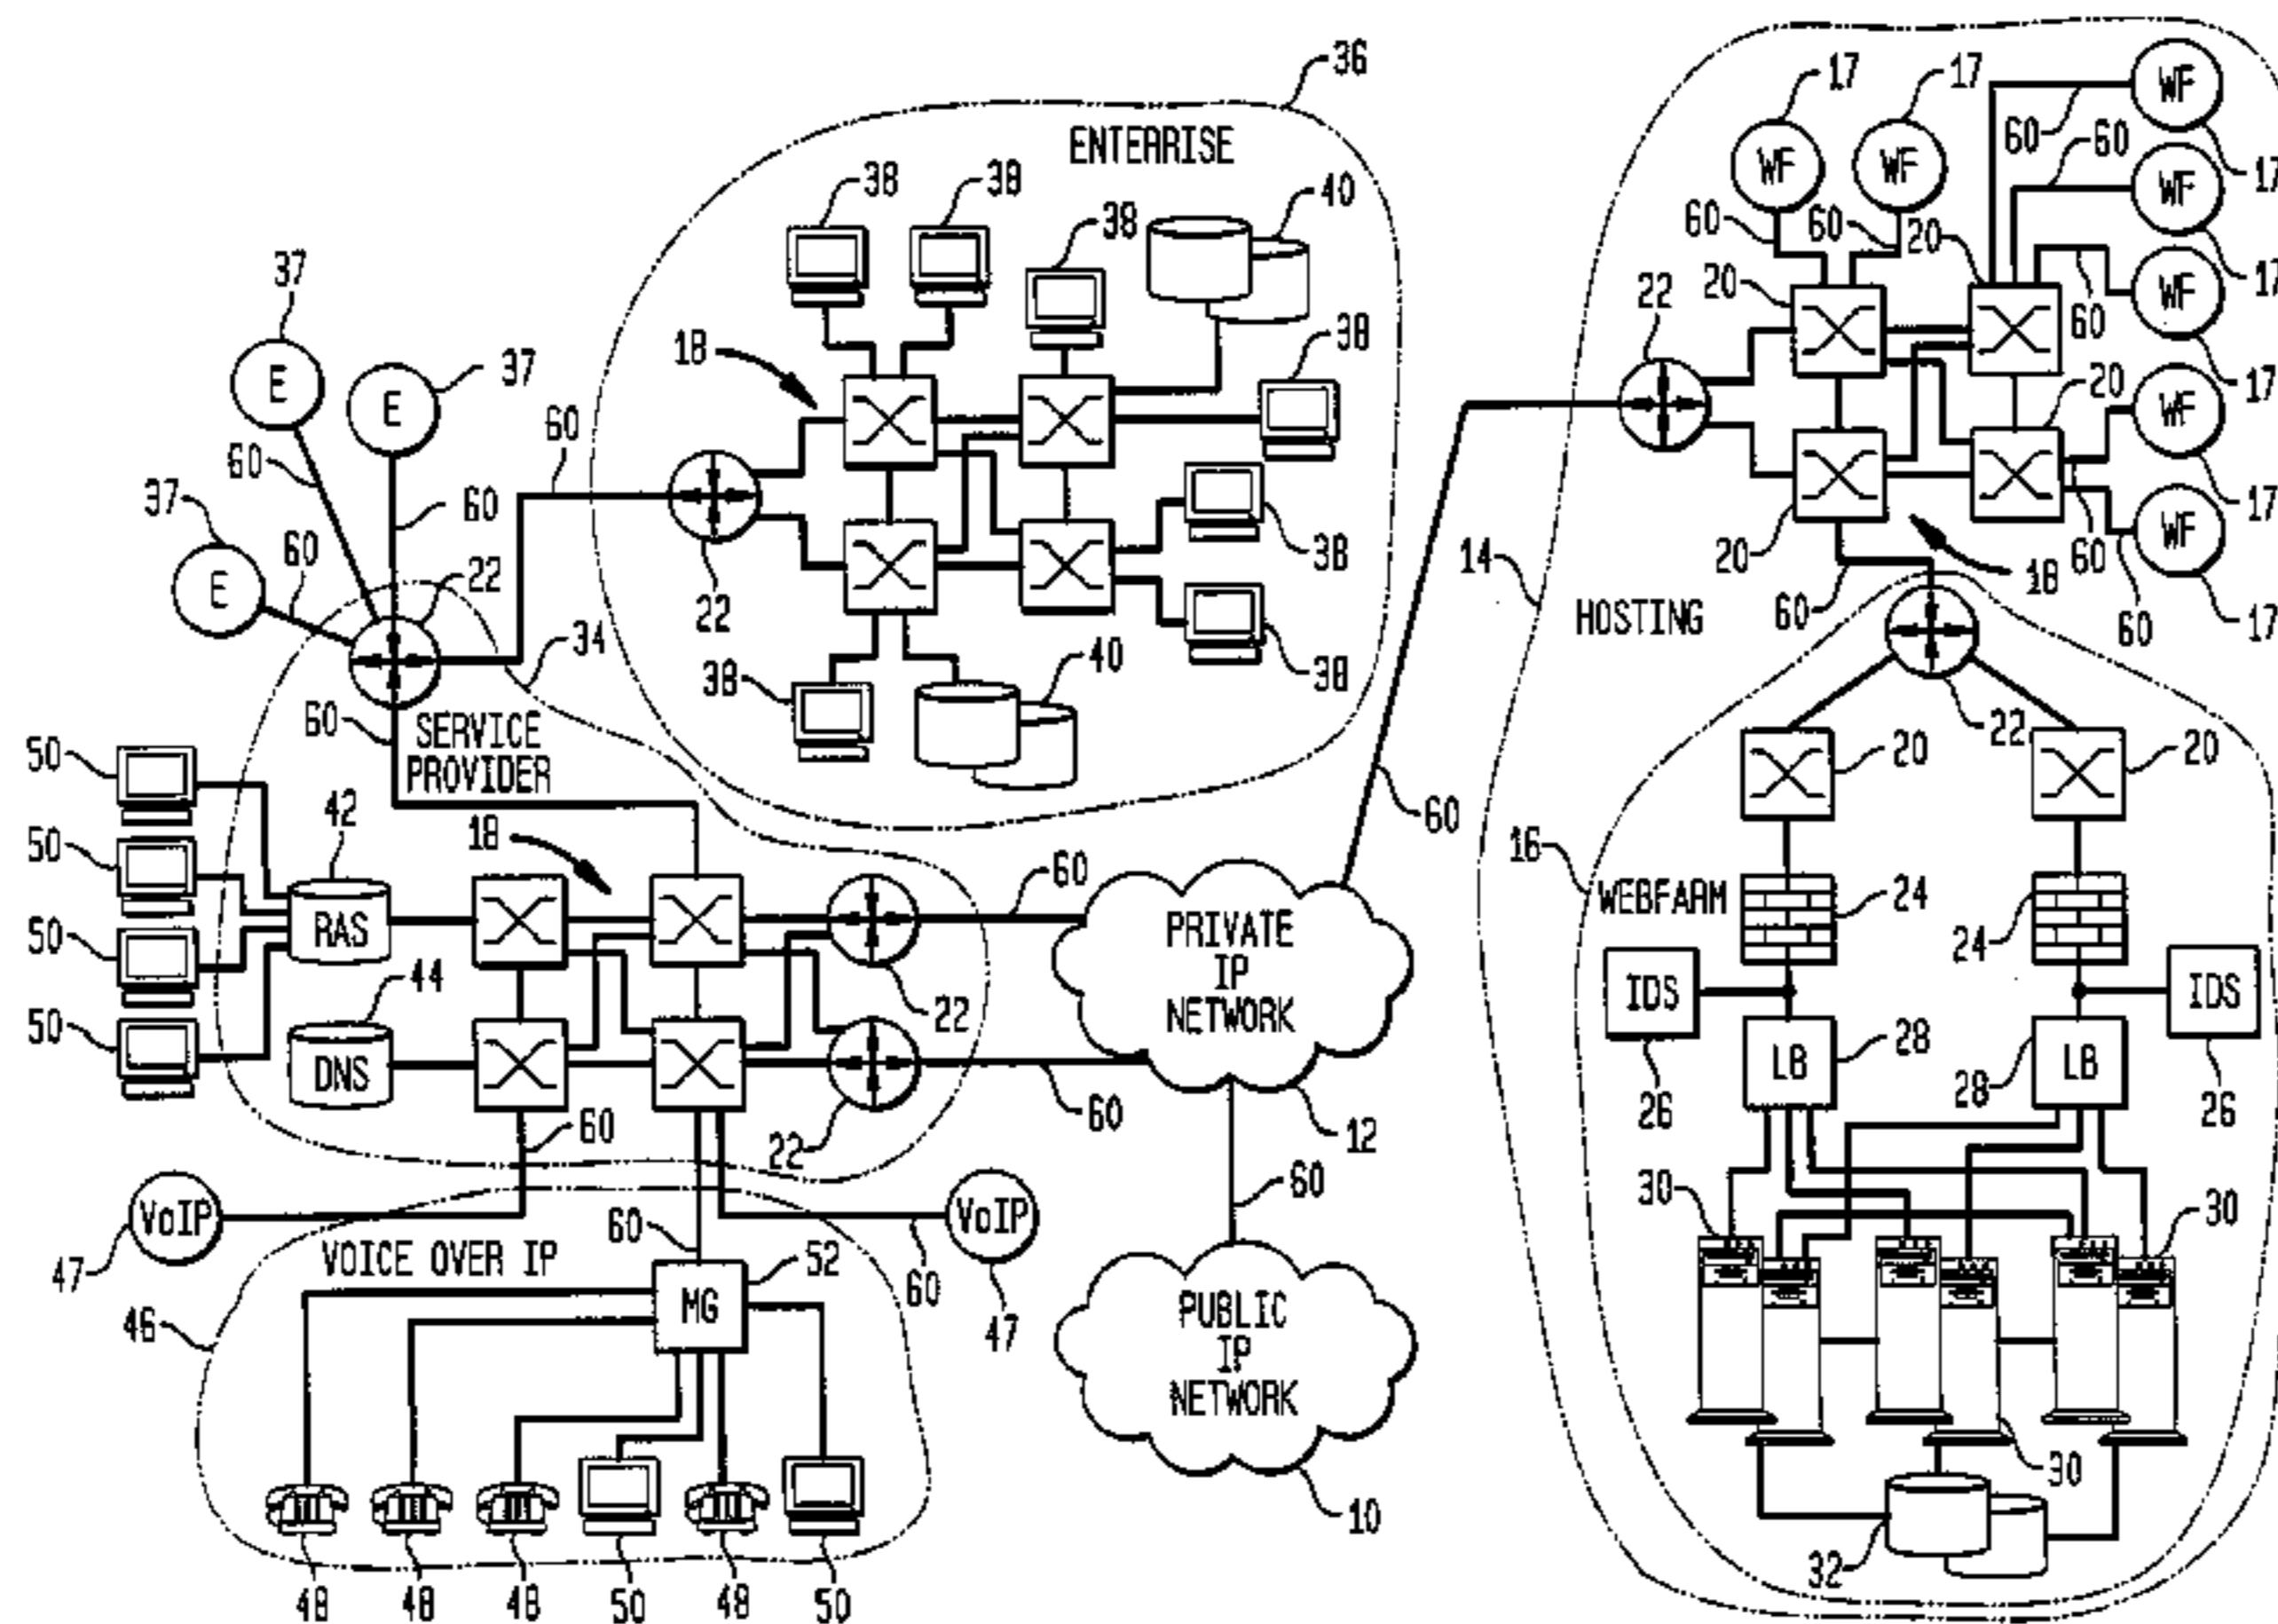 36
ENTERRISE
38
38
38
40
38
38
38
38
40
18
22
60
37
37
37
E
E
E
60
60
60
22
34
60
SERVICE
PROVIDER
50
50
50
50
42
RAS
44
DNS
18
60
22
22
60
60
60
PRIVATE
IP
NETWORK
12
60
60
PUBLIC
IP
NETWORK
10
VoIP
47
VoIP
47
60
60
VOICE OVER IP
52
MG
46
48
48
48
50
48
50
14
HOSTING
17
17
WF
WF
WF
WF
WF
WF
WF
17
17
17
17
17
60
60
60
60
60
60
60
20
20
20
20
22
18
60
22
20
20
16
WEBFARM
24
24
IDS
IDS
26
26
28
LB
28
LB
30
30
30
32